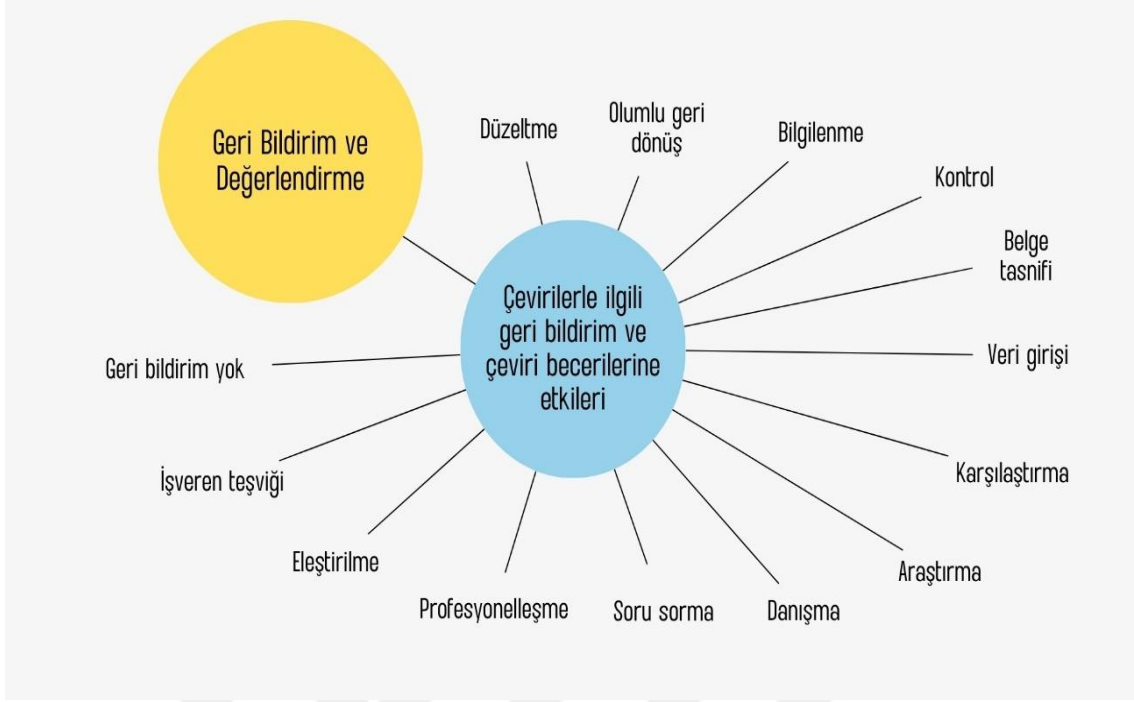 Geri Bildirim ve
Değerlendirme
Düzeltme
Olumlu geri
dönüş
Bilgilenme
Kontrol
Belge
tasnifi
Veri girişi
Karşılaştırma
Araştırma
Danışma
Soru sorma
Profesyonelleşme
Eleştirilme
İşveren teşviği
Geri bildirim yok
Çevirilerle ilgili
geri bildirim ve
çeviri becerilerine
etkileri